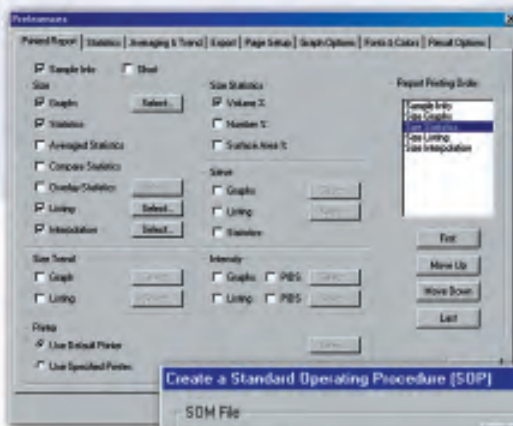 Preferences
Printed Report Statistics Averaging & Trend Export Page Setup Graph Options Fonts & Colors Result Options
Sample Info Short
Size
Graphs Select...
Statistics
Averaged Statistics
Compare Statistics
Overlay Statistics
Listing Select...
Interpolation Select...
Size Statistics
Volume %
Number %
Surface Area %
Sieve
Graphs
Listing
Statistics
Report Printing Order
Sample Info
Size Graphs
Size Statistics
Size Listing
Size Interpolation
First
Move Up
Move Down
Last
Size Trend
Graph
Listing
Intensity
Graphs PIDS
Listing PIDS
Printer
Use Default Printer
Use Specified Printer
Create a Standard Operating Procedure (SOP)
SOM File